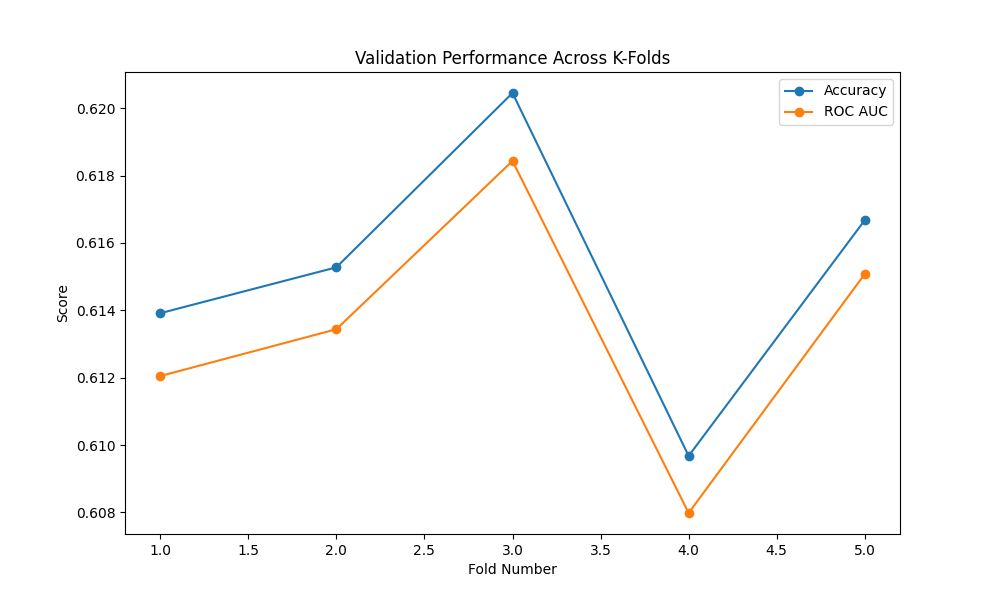 Validation Performance Across K-Folds
Accuracy
ROC AUC
Score
0.620
0.618
0.616
0.614
0.612
0.610
0.608
1.0 1.5 2.0 2.5 3.0 3.5 4.0 4.5 5.0
Fold Number